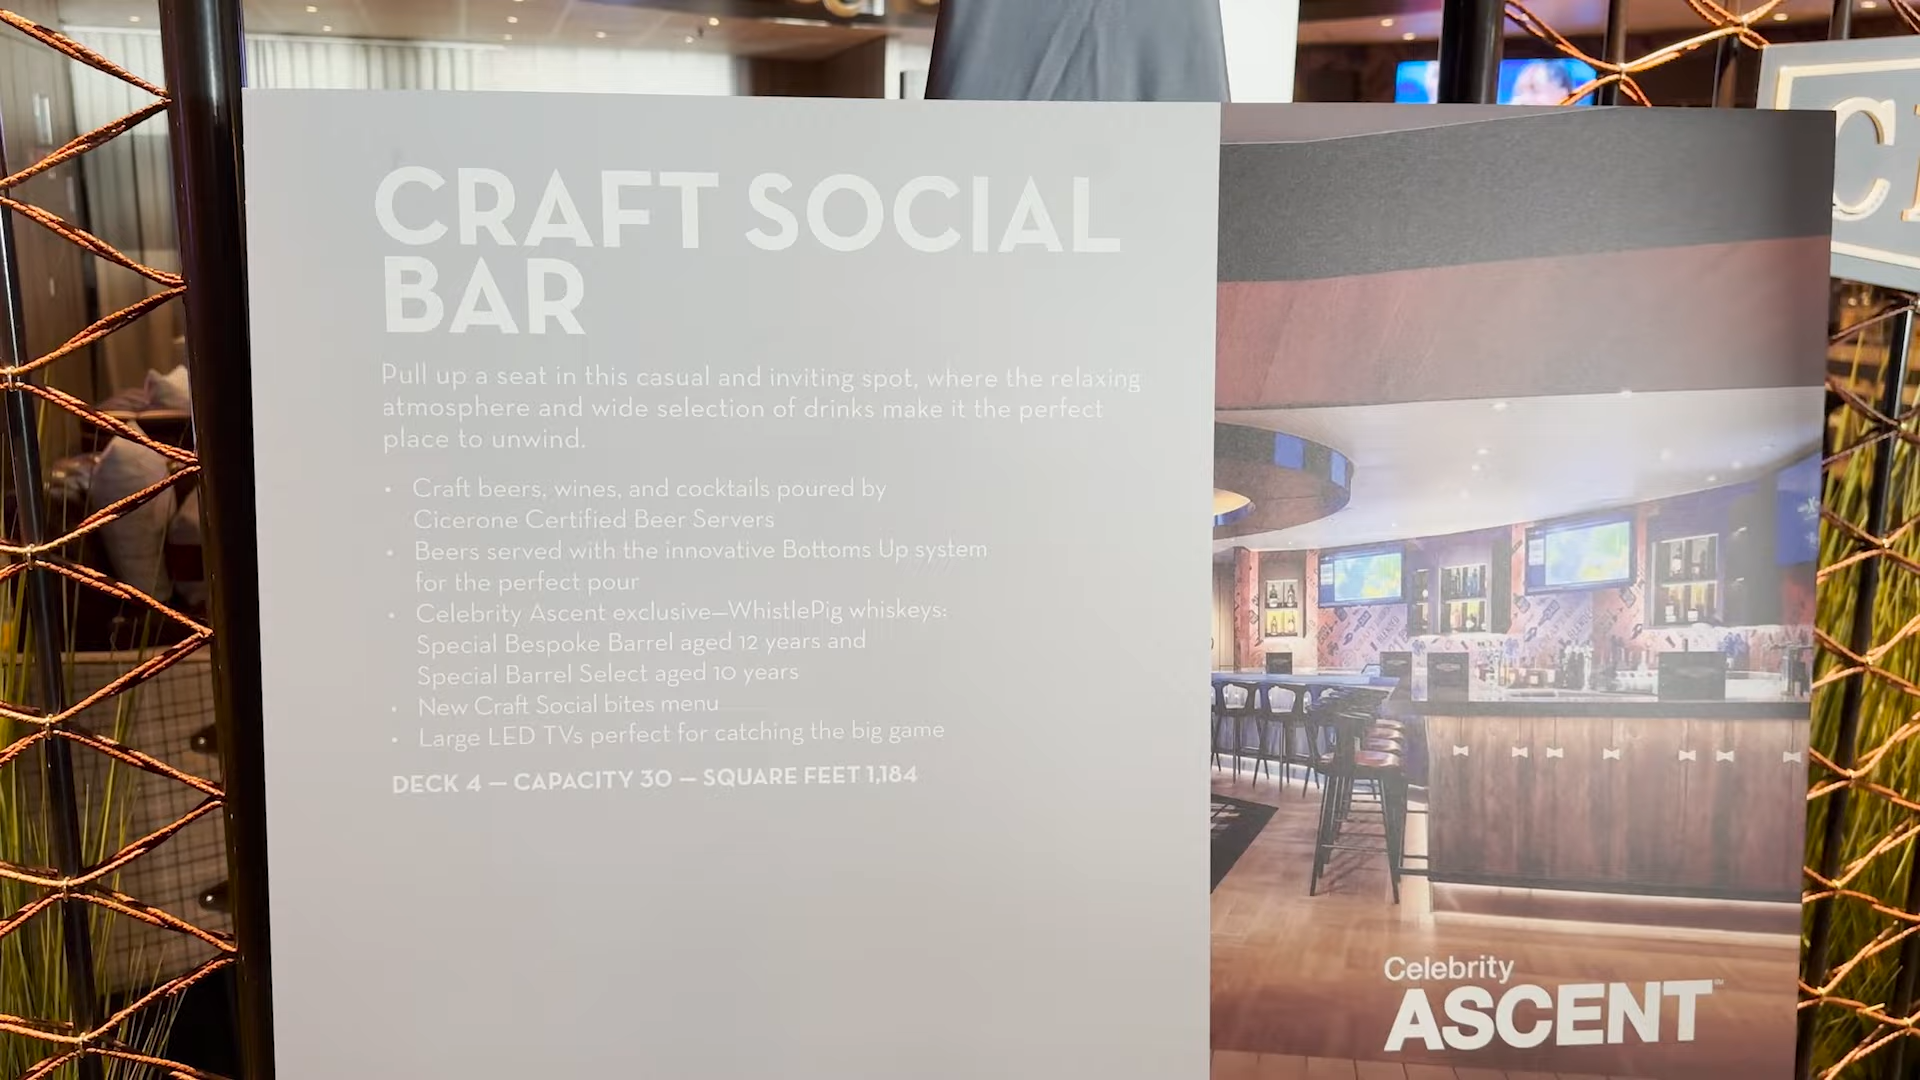 CRAFT SOCIAL
BAR
Pull up a seat in this casual and inviting spot, where the relaxing
atmosphere and wide selection of drinks make it the perfect
place to unwind.
• Craft beers, wines, and cocktails poured by
Cicerone Certified Beer Servers
• Beers served with the innovative Bottoms Up system
for the perfect pour
• Celebrity Ascent exclusive—WhistlePig whiskeys:
Special Bespoke Barrel aged 12 years and
Special Barrel Select aged 10 years
• New Craft Social bites menu
• Large LED TVs perfect for catching the big game
DECK 4 — CAPACITY 30 — SQUARE FEET 1,184
Celebrity
ASCENT